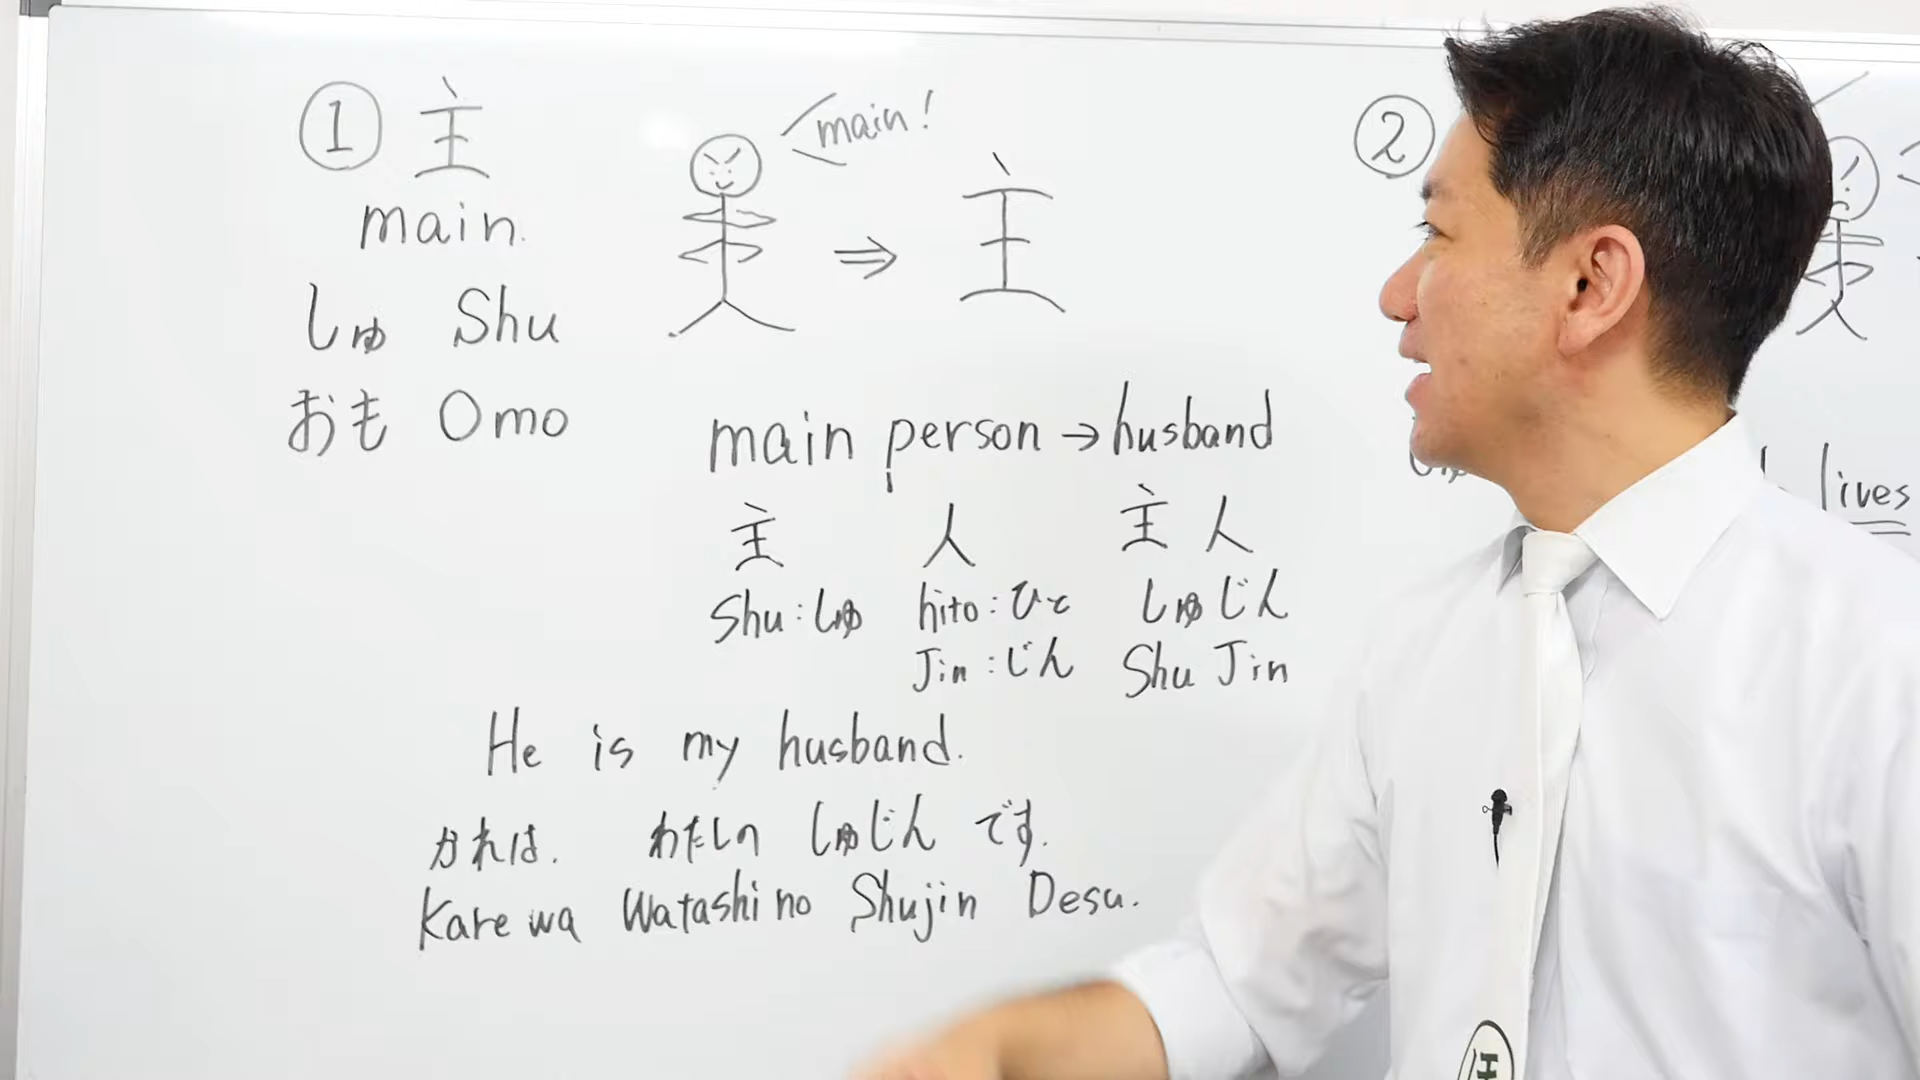 ① 主
main.
しゅ Shu
おも Omo
main!
⇒ 主
main person → husband
主 人 主人
Shu:しゅ hito:ひと しゅじん
Jin:じん Shu Jin
He is my husband.
かれは. わたしの しゅじん です.
Kare wa Watashi no Shujin Desu.
②
lives